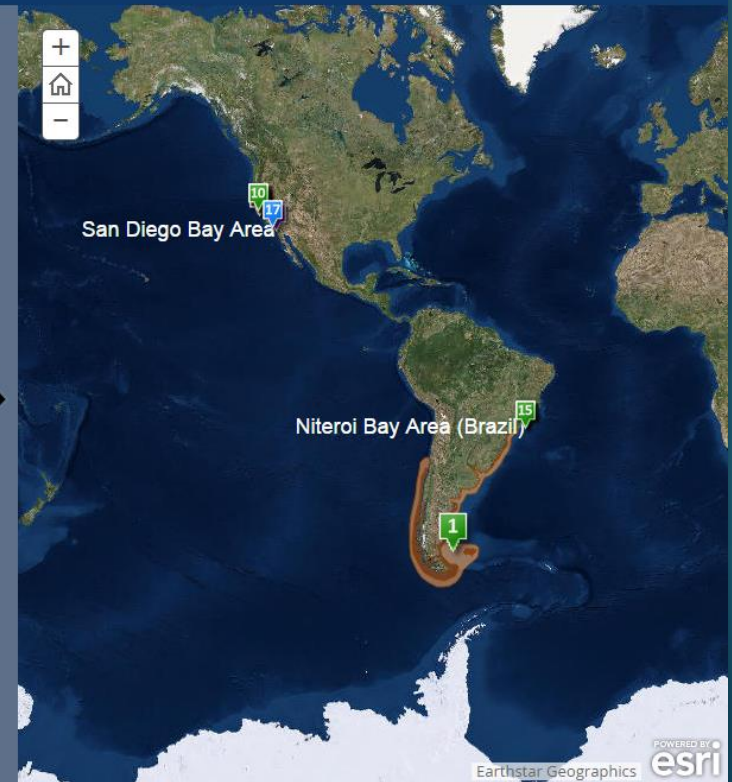 +
−
10
17
San Diego Bay Area
15
Niteroi Bay Area (Brazil)
1
POWERED BY
esri
Earthstar Geographics